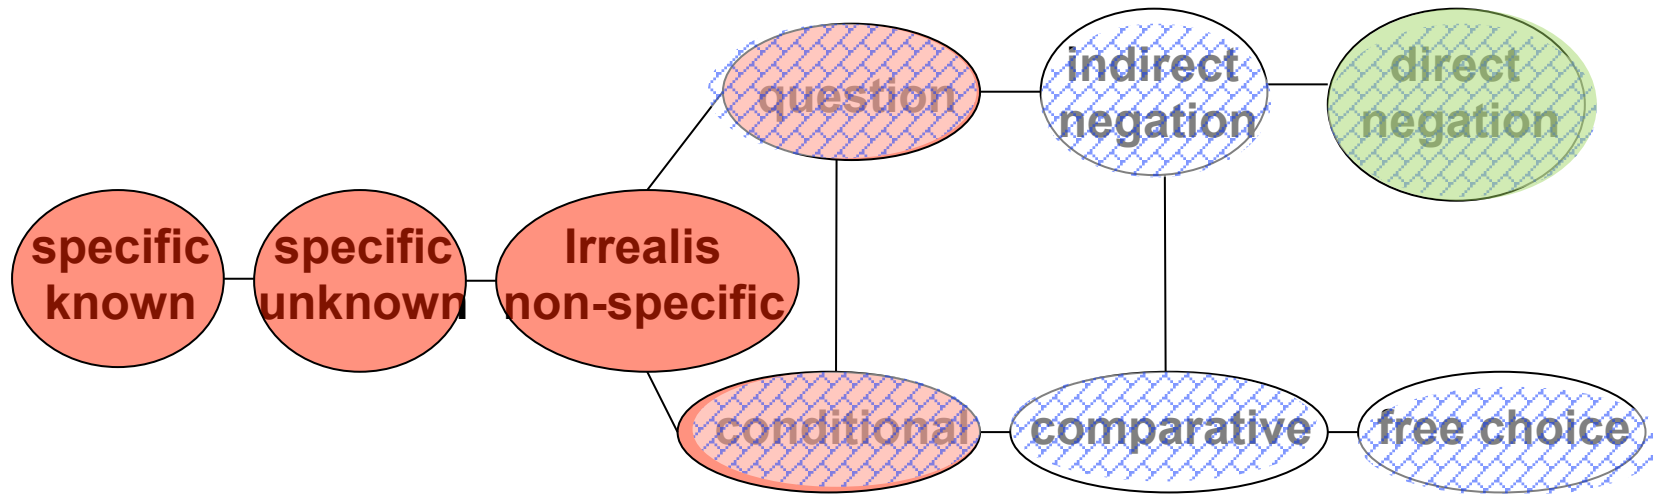 question
indirect
negation
direct
negation
specific
known
specific
unknown
Irrealis
non-specific
conditional
comparative
free choice